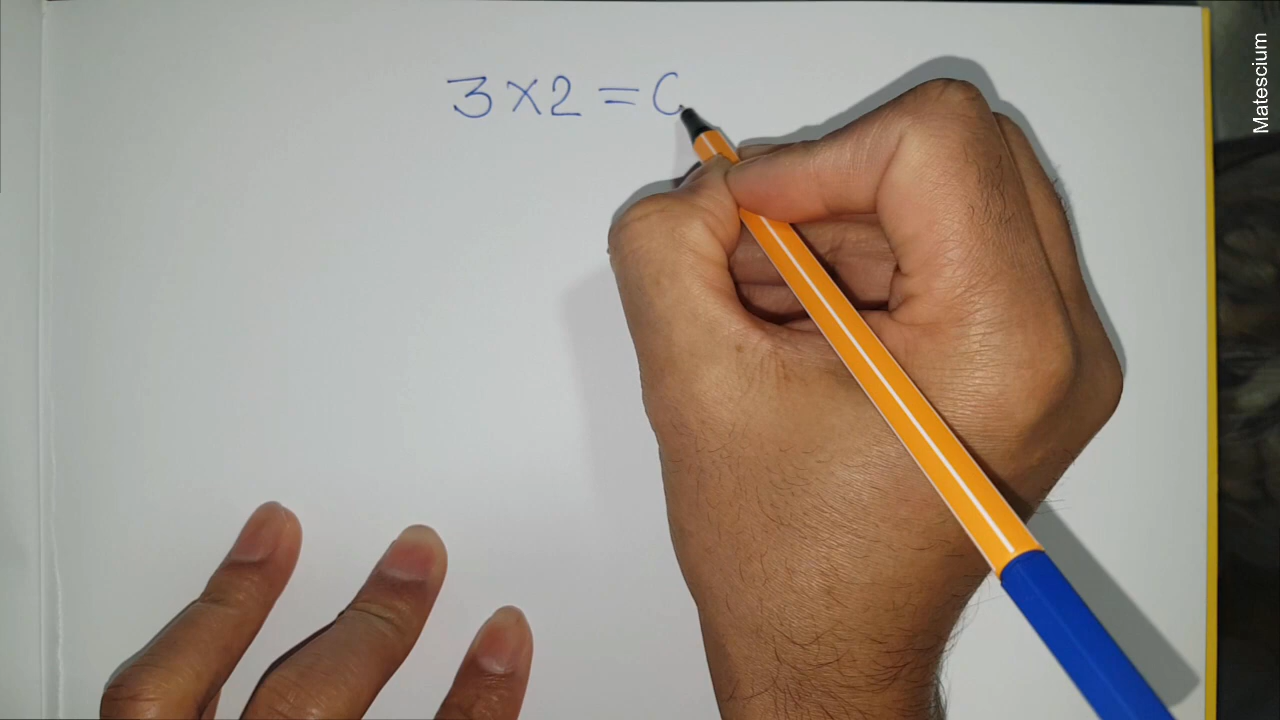 3 × 2 =
Matescium